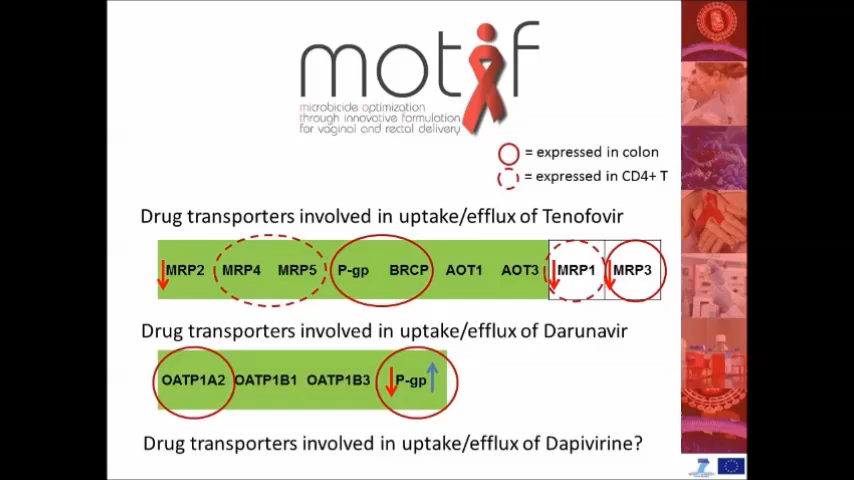 motif
microbicide optimization
through innovative formulation
for vaginal and rectal delivery
= expressed in colon
= expressed in CD4+ T
Drug transporters involved in uptake/efflux of Tenofovir
MRP2 MRP4 MRP5 P-gp BRCP AOT1 AOT3 MRP1 MRP3
Drug transporters involved in uptake/efflux of Darunavir
OATP1A2 OATP1B1 OATP1B3 P-gp
Drug transporters involved in uptake/efflux of Dapivirine?